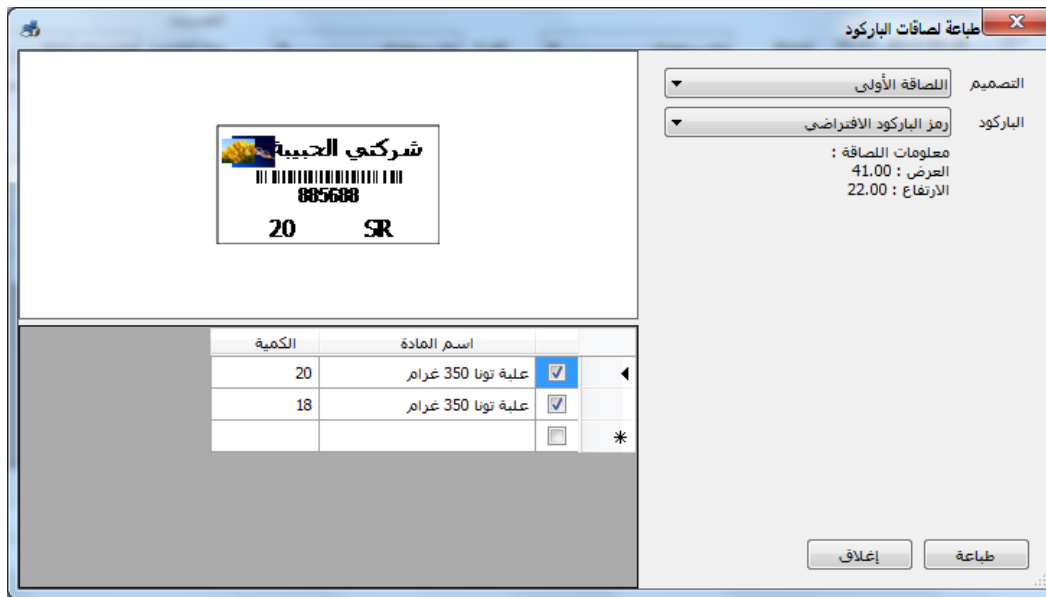 طباعة لصاقات الباركود
التصميم اللصاقة الأولى
الباركود رمز الباركود الافتراضي
معلومات اللصاقة :
العرض : 41.00
الارتفاع : 22.00
شركتي الحبيبة
885688
20 SR
اسم المادة الكمية
علبة تونا 350 غرام 20
علبة تونا 350 غرام 18
طباعة إغلاق